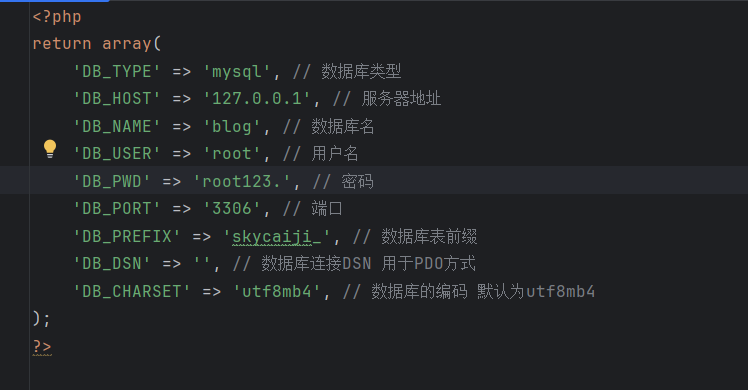 <?php
return array(
    'DB_TYPE' => 'mysql', // 数据库类型
    'DB_HOST' => '127.0.0.1', // 服务器地址
    'DB_NAME' => 'blog', // 数据库名
    'DB_USER' => 'root', // 用户名
    'DB_PWD' => 'root123.', // 密码
    'DB_PORT' => '3306', // 端口
    'DB_PREFIX' => 'skycaiji_', // 数据库表前缀
    'DB_DSN' => '', // 数据库连接DSN 用于PDO方式
    'DB_CHARSET' => 'utf8mb4', // 数据库的编码 默认为utf8mb4
);
?>